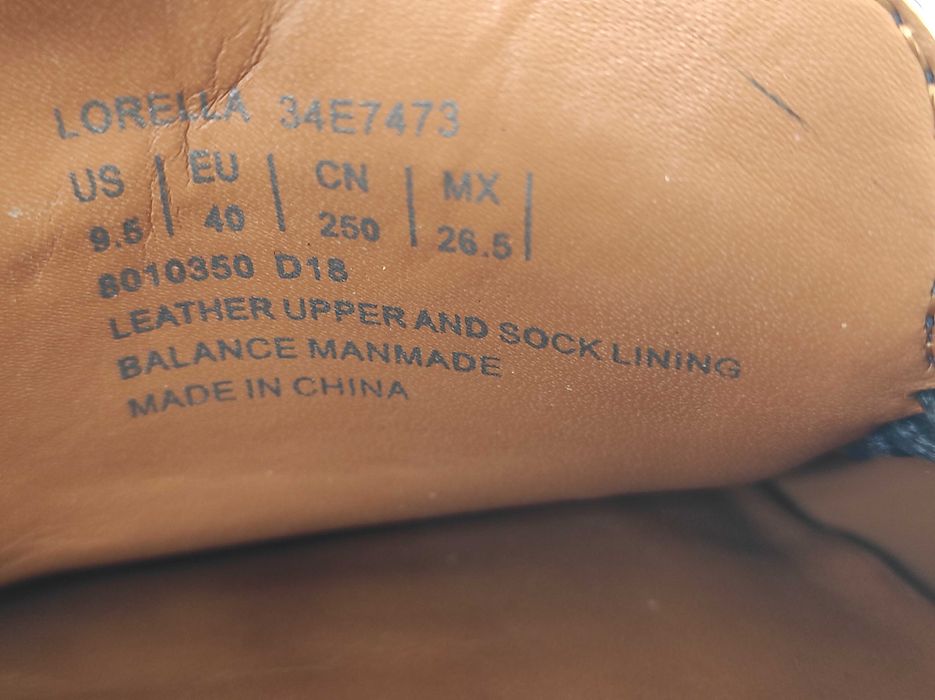 LORELLA 34E7473
US | EU | CN | MX |
9.5 | 40 | 250 | 26.5 |
8010350 D18
LEATHER UPPER AND SOCK LINING
BALANCE MANMADE
MADE IN CHINA